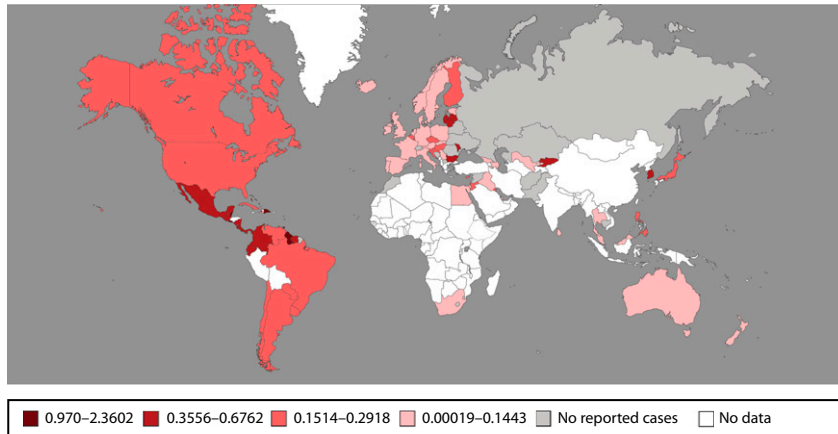 0.970–2.3602 0.3556–0.6762 0.1514–0.2918 0.00019–0.1443 No reported cases No data